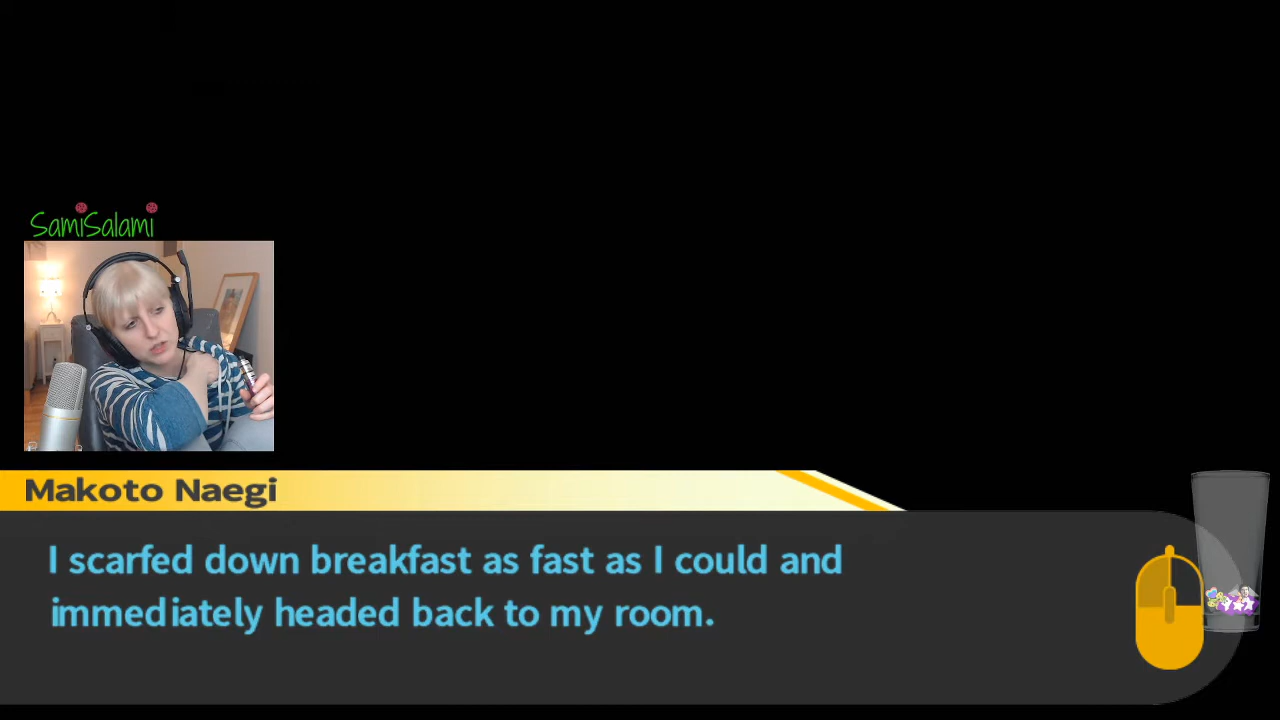 SamiSalami
Makoto Naegi
I scarfed down breakfast as fast as I could and
immediately headed back to my room.